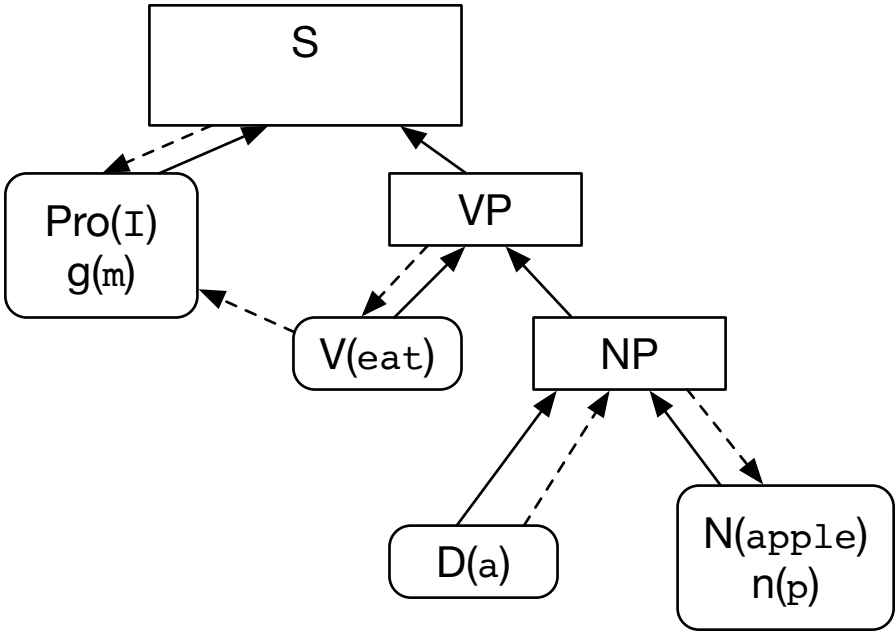 S
Pro(I)
g(m)
VP
V(eat)
NP
D(a)
N(apple)
n(p)